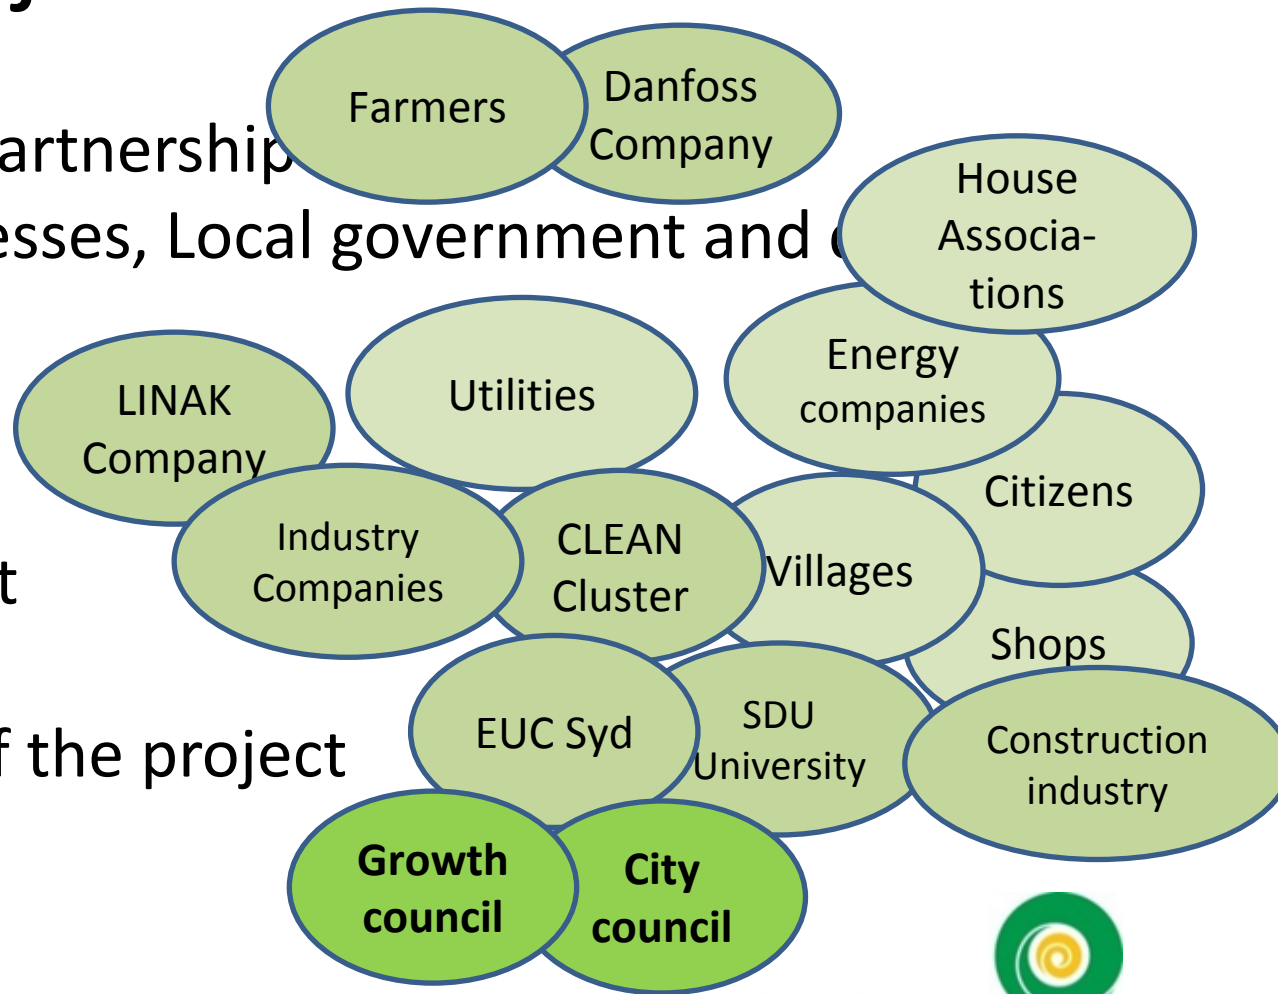 Farmers
Danfoss
Company
artnership
House
Associa-
tions
esses, Local government and
Energy
companies
Utilities
LINAK
Company
Citizens
Industry
Companies
CLEAN
Cluster
Villages
t
Shops
EUC Syd
SDU
University
f the project
Construction
industry
Growth
council
City
council